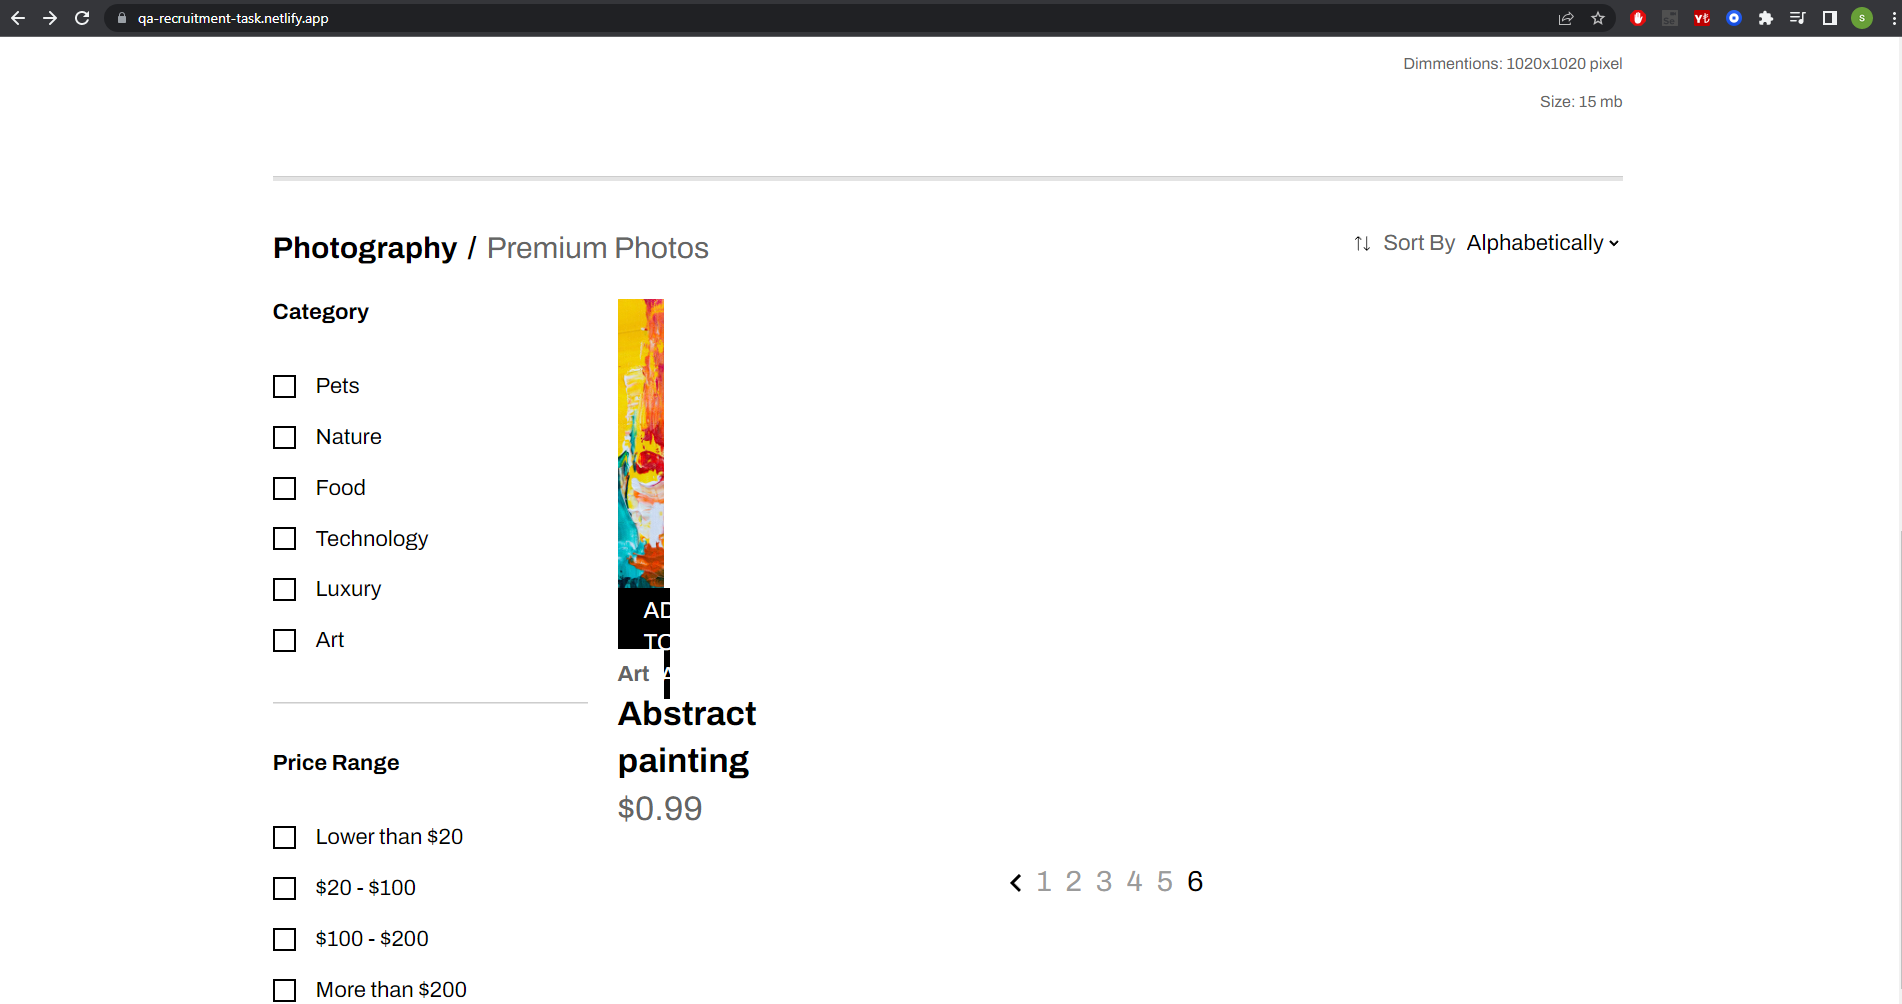 qa-recruitment-task.netlify.app
S
Dimmentions: 1020x1020 pixel
Size: 15 mb
Photography / Premium Photos
Sort By Alphabetically
Category
Pets
Nature
Food
Technology
Luxury
Art
Price Range
Lower than $20
$20 - $100
$100 - $200
More than $200
AD
TO
Art
Abstract
painting
$0.99
1 2 3 4 5 6